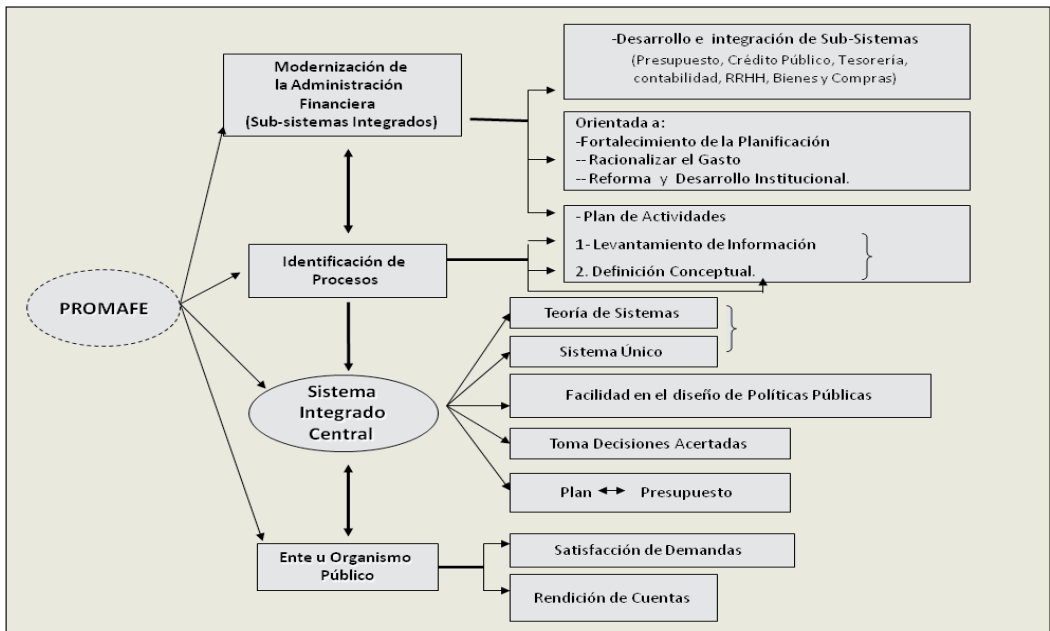 -Desarrollo e integración de Sub-Sistemas
(Presupuesto, Crédito Público, Tesorería,
contabilidad, RRHH, Bienes y Compras)
Modernización de
la Administración
Financiera
(Sub-sistemas Integrados)
Orientada a:
-Fortalecimiento de la Planificación
-- Racionalizar el Gasto
-- Reforma y Desarrollo Institucional.
- Plan de Actividades
1- Levantamiento de Información
2. Definición Conceptual.
Identificación de
Procesos
PROMAFE
Teoría de Sistemas
Sistema Único
Sistema
Integrado
Central
Facilidad en el diseño de Políticas Públicas
Toma Decisiones Acertadas
Plan Presupuesto
Ente u Organismo
Público
Satisfacción de Demandas
Rendición de Cuentas